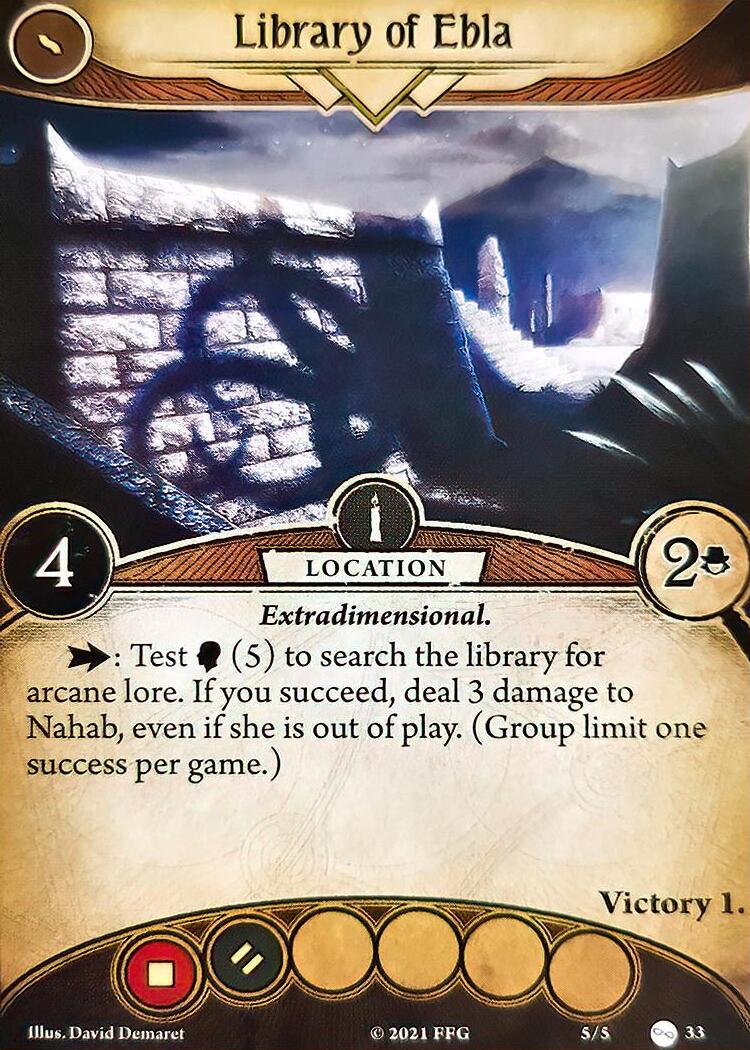 Library of Ebla
4
LOCATION
2
Extradimensional.
: Test (5) to search the library for
arcane lore. If you succeed, deal 3 damage to
Nahab, even if she is out of play. (Group limit one
success per game.)
Victory 1.
Illus. David Demaret
© 2021 FFG
5/5
33